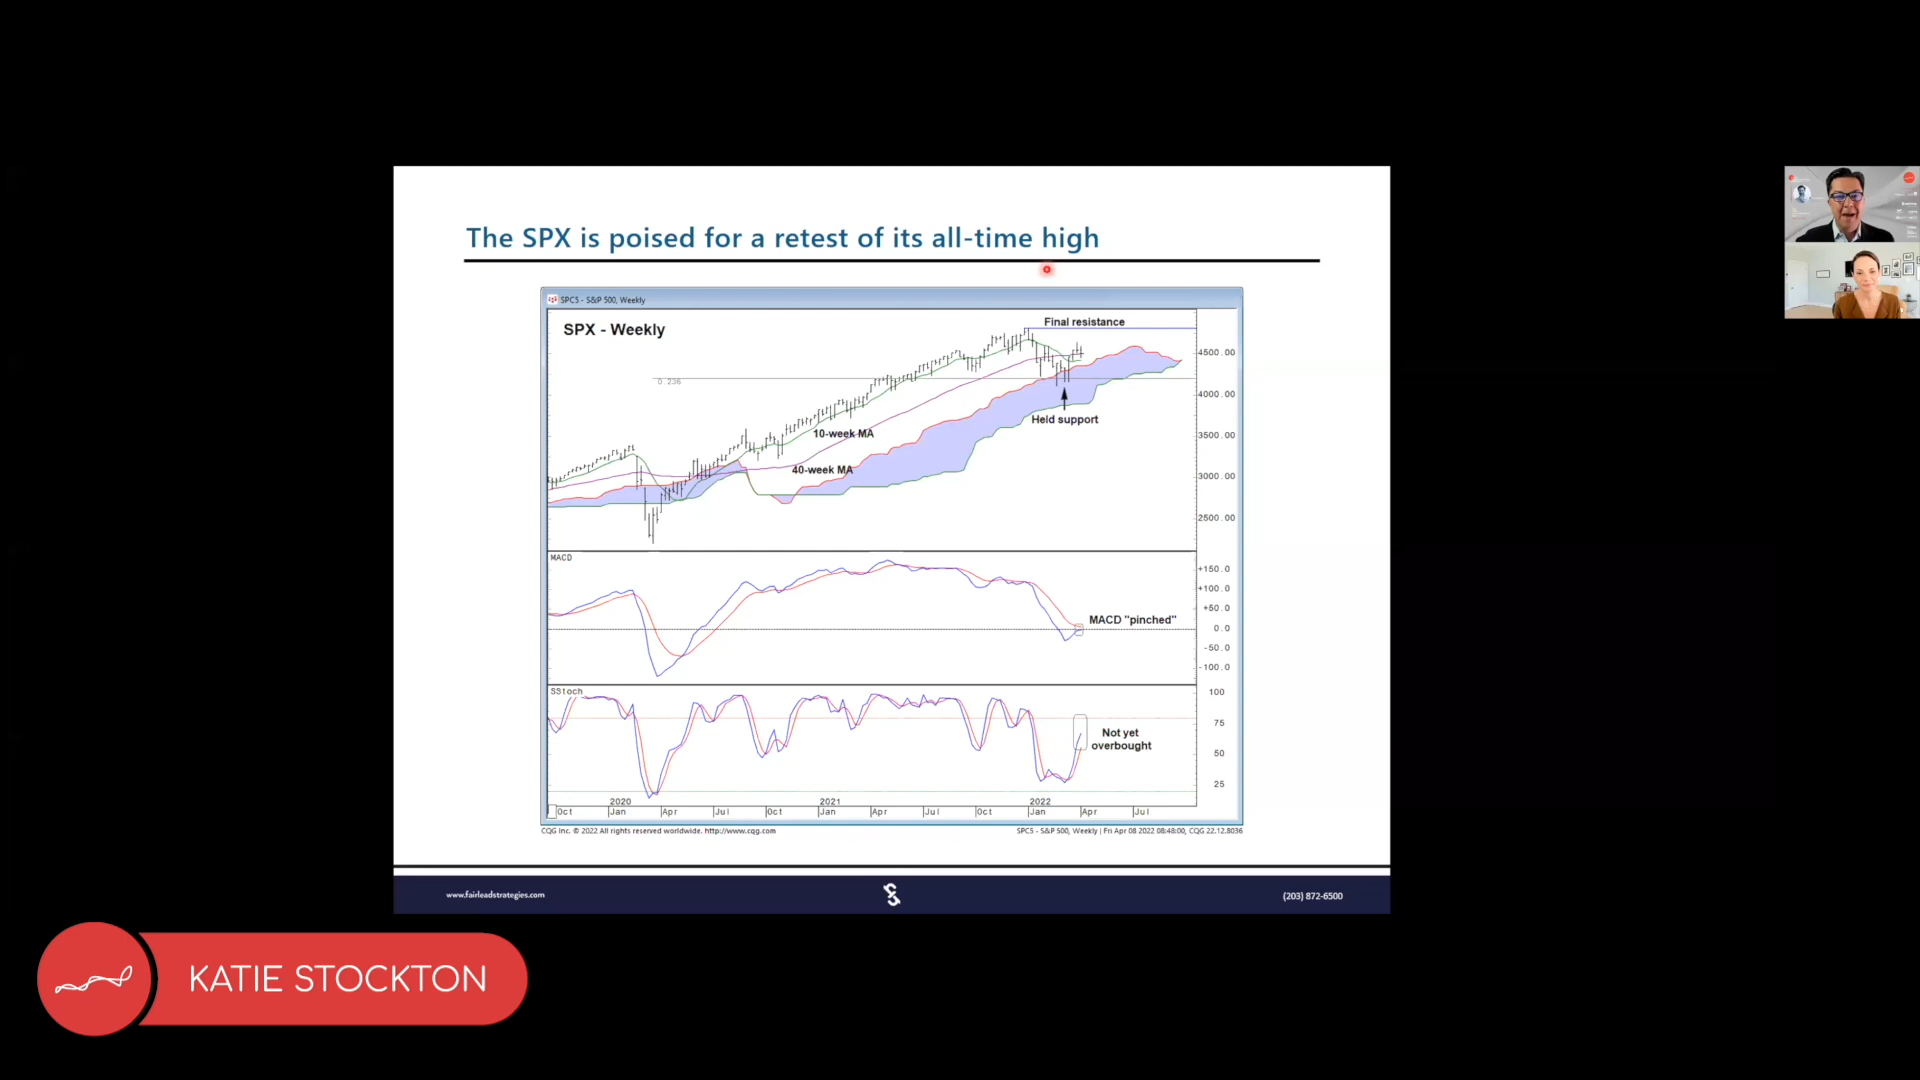 The SPX is poised for a retest of its all-time high
SPC5 - S&P 500, Weekly
SPX - Weekly
Final resistance
4500.00
0.236
4000.00
Held support
10-week MA
3500.00
40-week MA
3000.00
2500.00
MACD
+150.0
+100.0
+50.0
MACD "pinched"
0.0
-50.0
-100.0
SStoch
100
75
Not yet
overbought
50
25
2020 2021 2022
Oct Jan Apr Jul Oct Jan Apr Jul Oct Jan Apr Jul
CQG Inc. © 2022 All rights reserved worldwide. http://www.cqg.com
SPC5 - S&P 500, Weekly | Fri Apr 08 2022 08:48:00, CQG 22.12.8036
www.fairleadstrategies.com
(203) 872-6500
KATIE STOCKTON